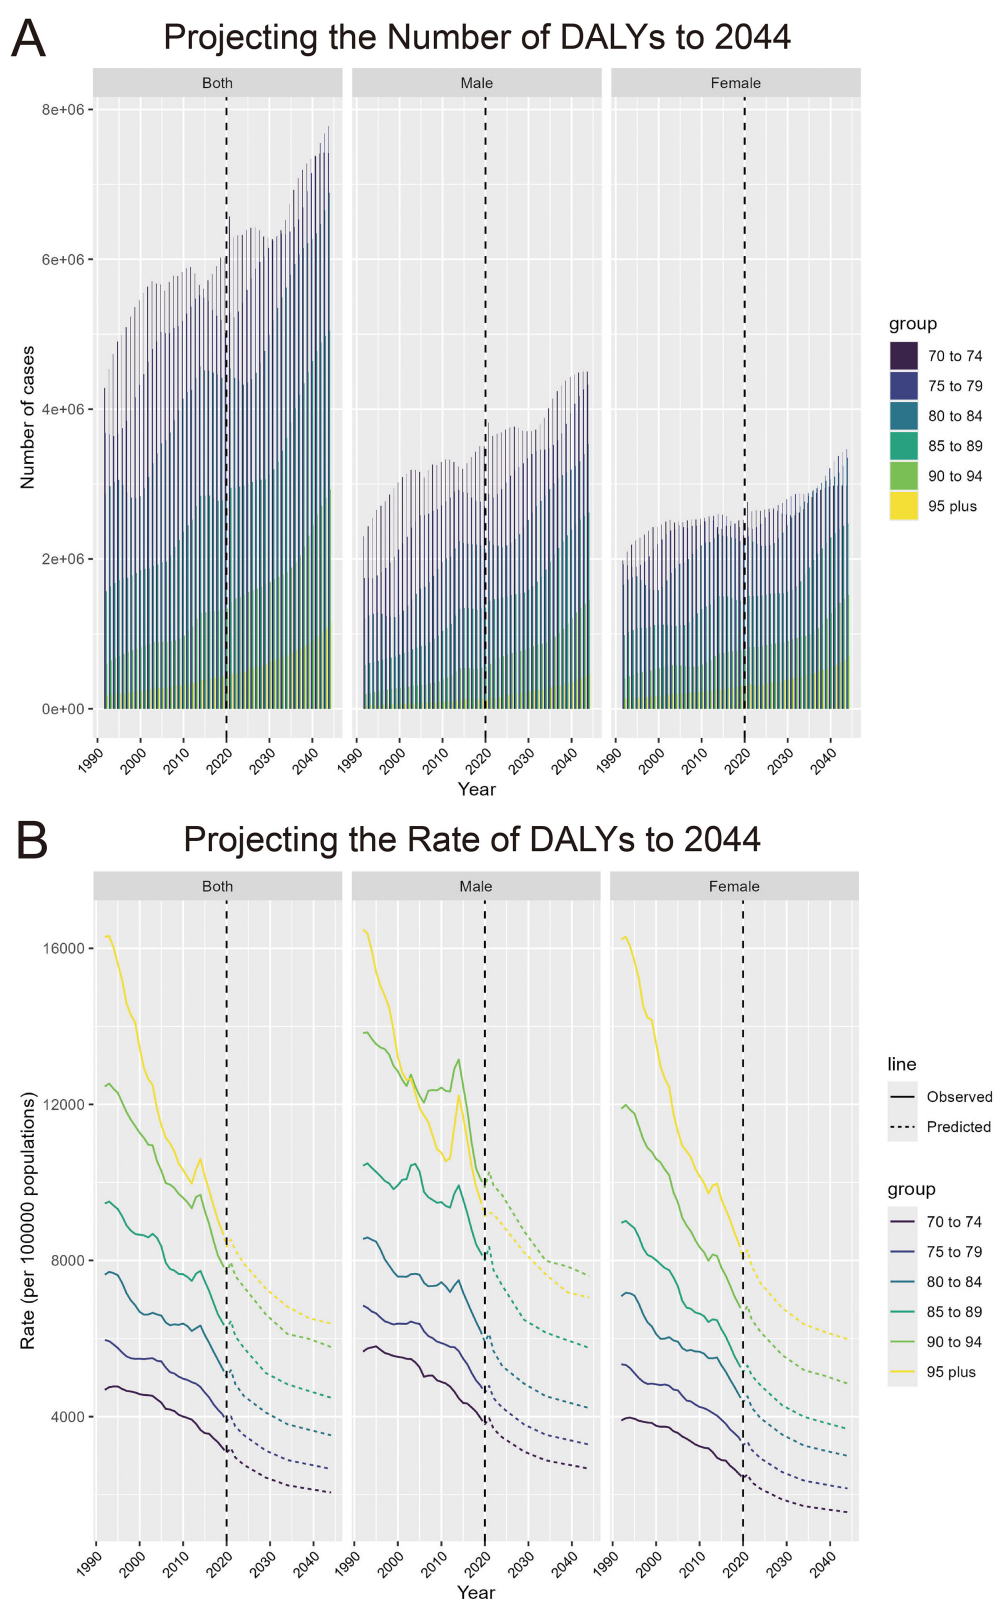 A
Projecting the Number of DALYs to 2044
Both
Male
Female
8e+06
6e+06
4e+06
2e+06
0e+00
Number of cases
1990 2000 2010 2020 2030 2040
1990 2000 2010 2020 2030 2040
1990 2000 2010 2020 2030 2040
Year
group
70 to 74
75 to 79
80 to 84
85 to 89
90 to 94
95 plus
B
Projecting the Rate of DALYs to 2044
Both
Male
Female
16000
12000
8000
4000
Rate (per 100000 populations)
1990 2000 2010 2020 2030 2040
1990 2000 2010 2020 2030 2040
1990 2000 2010 2020 2030 2040
Year
line
Observed
Predicted
group
70 to 74
75 to 79
80 to 84
85 to 89
90 to 94
95 plus